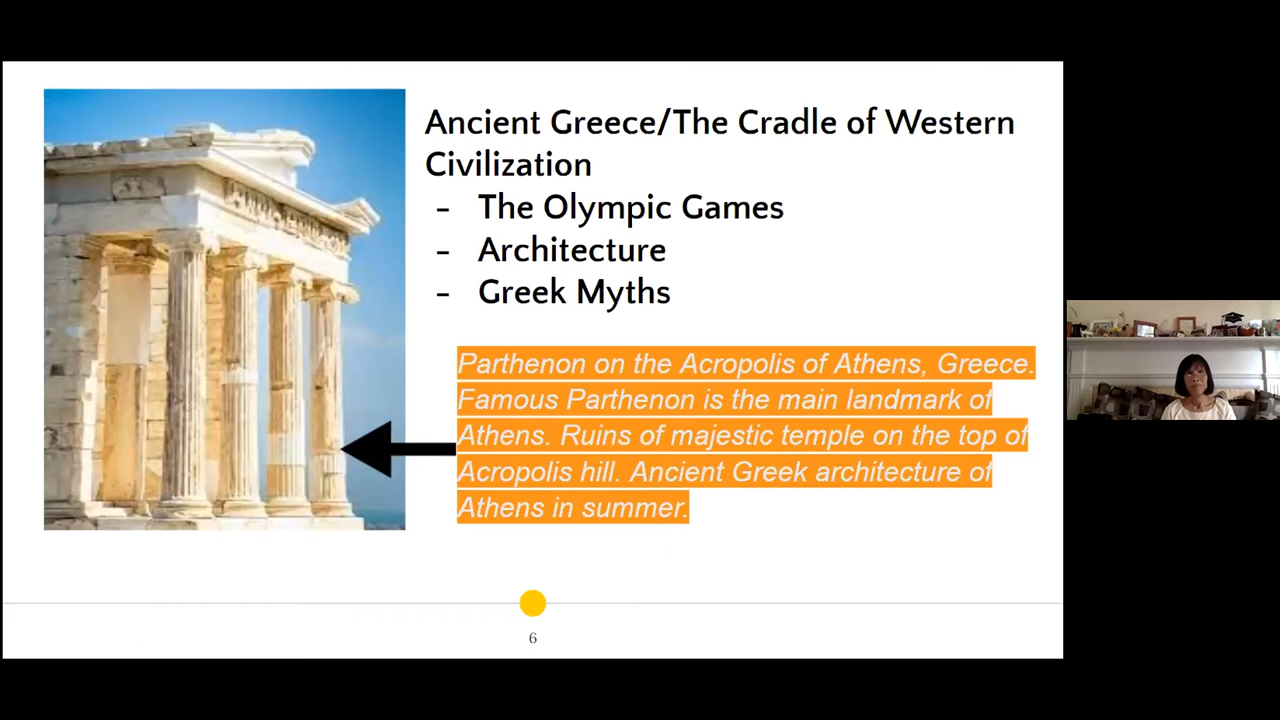 Ancient Greece/The Cradle of Western
Civilization
- The Olympic Games
- Architecture
- Greek Myths
Parthenon on the Acropolis of Athens, Greece.
Famous Parthenon is the main landmark of
Athens. Ruins of majestic temple on the top of
Acropolis hill. Ancient Greek architecture of
Athens in summer.
6